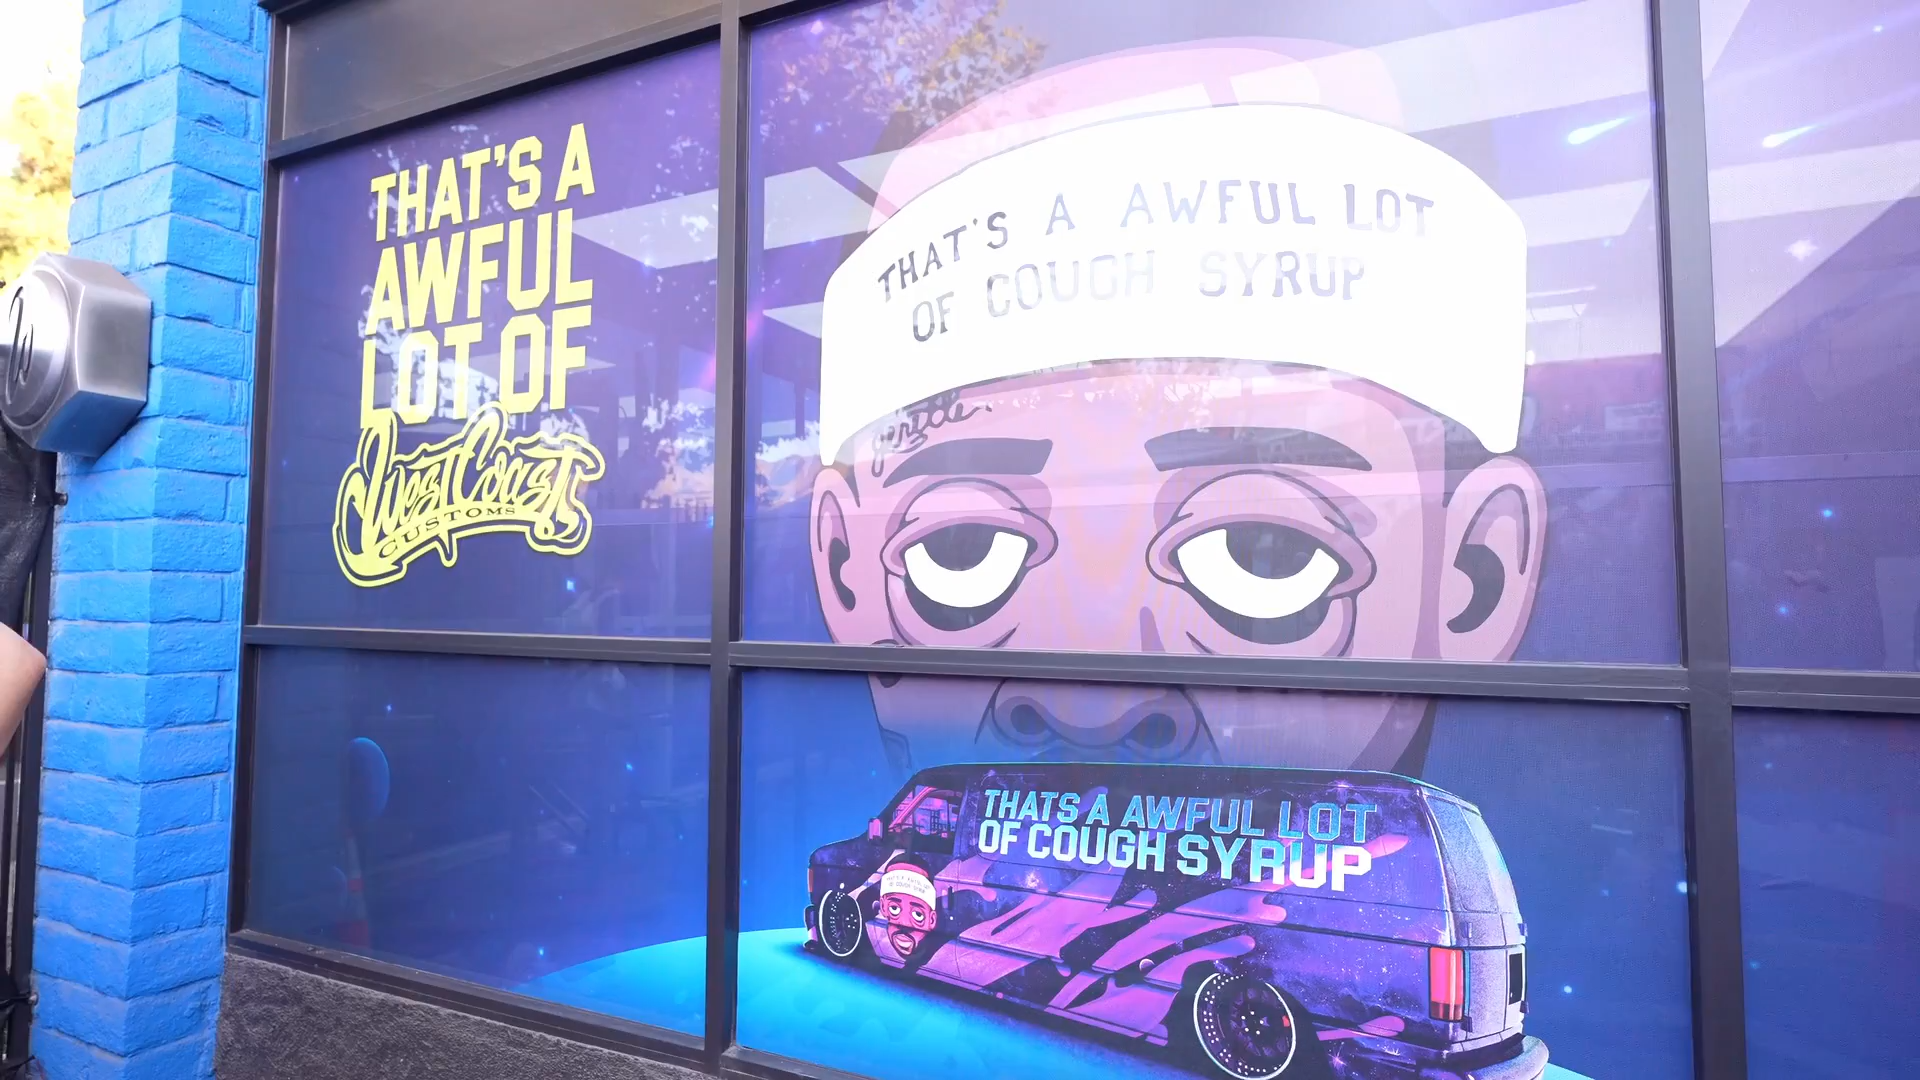 THAT'S A
AWFUL
LOT OF
West Coast
CUSTOMS
THAT'S A AWFUL LOT
OF COUGH SYRUP
THATS A AWFUL LOT
OF COUGH SYRUP